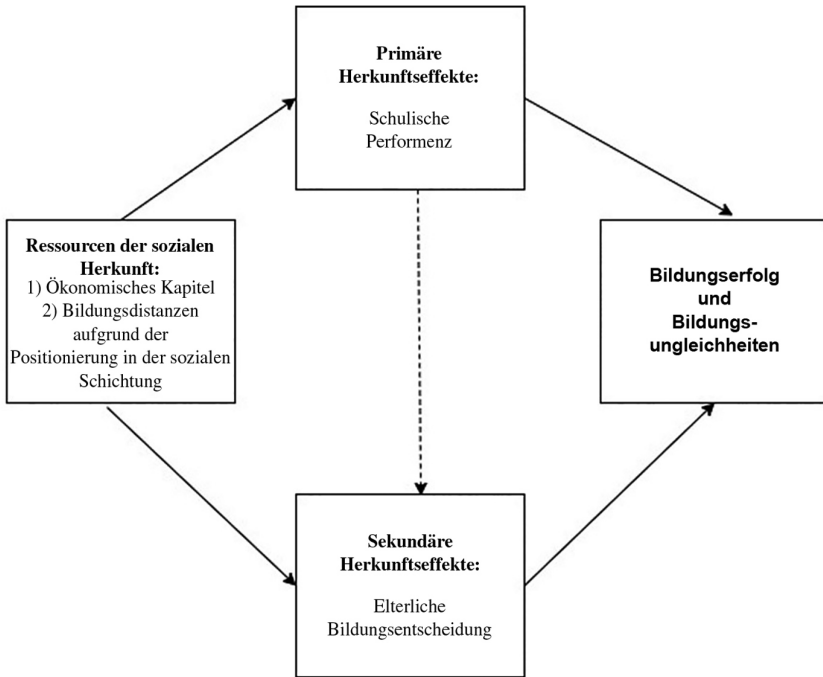 Primäre
Herkunftseffekte:
Schulische
Performenz
Ressourcen der sozialen
Herkunft:
1) Ökonomisches Kapitel
2) Bildungsdistanzen
aufgrund der
Positionierung in der sozialen
Schichtung
Bildungserfolg
und
Bildungs-
ungleichheiten
Sekundäre
Herkunftseffekte:
Elterliche
Bildungsentscheidung